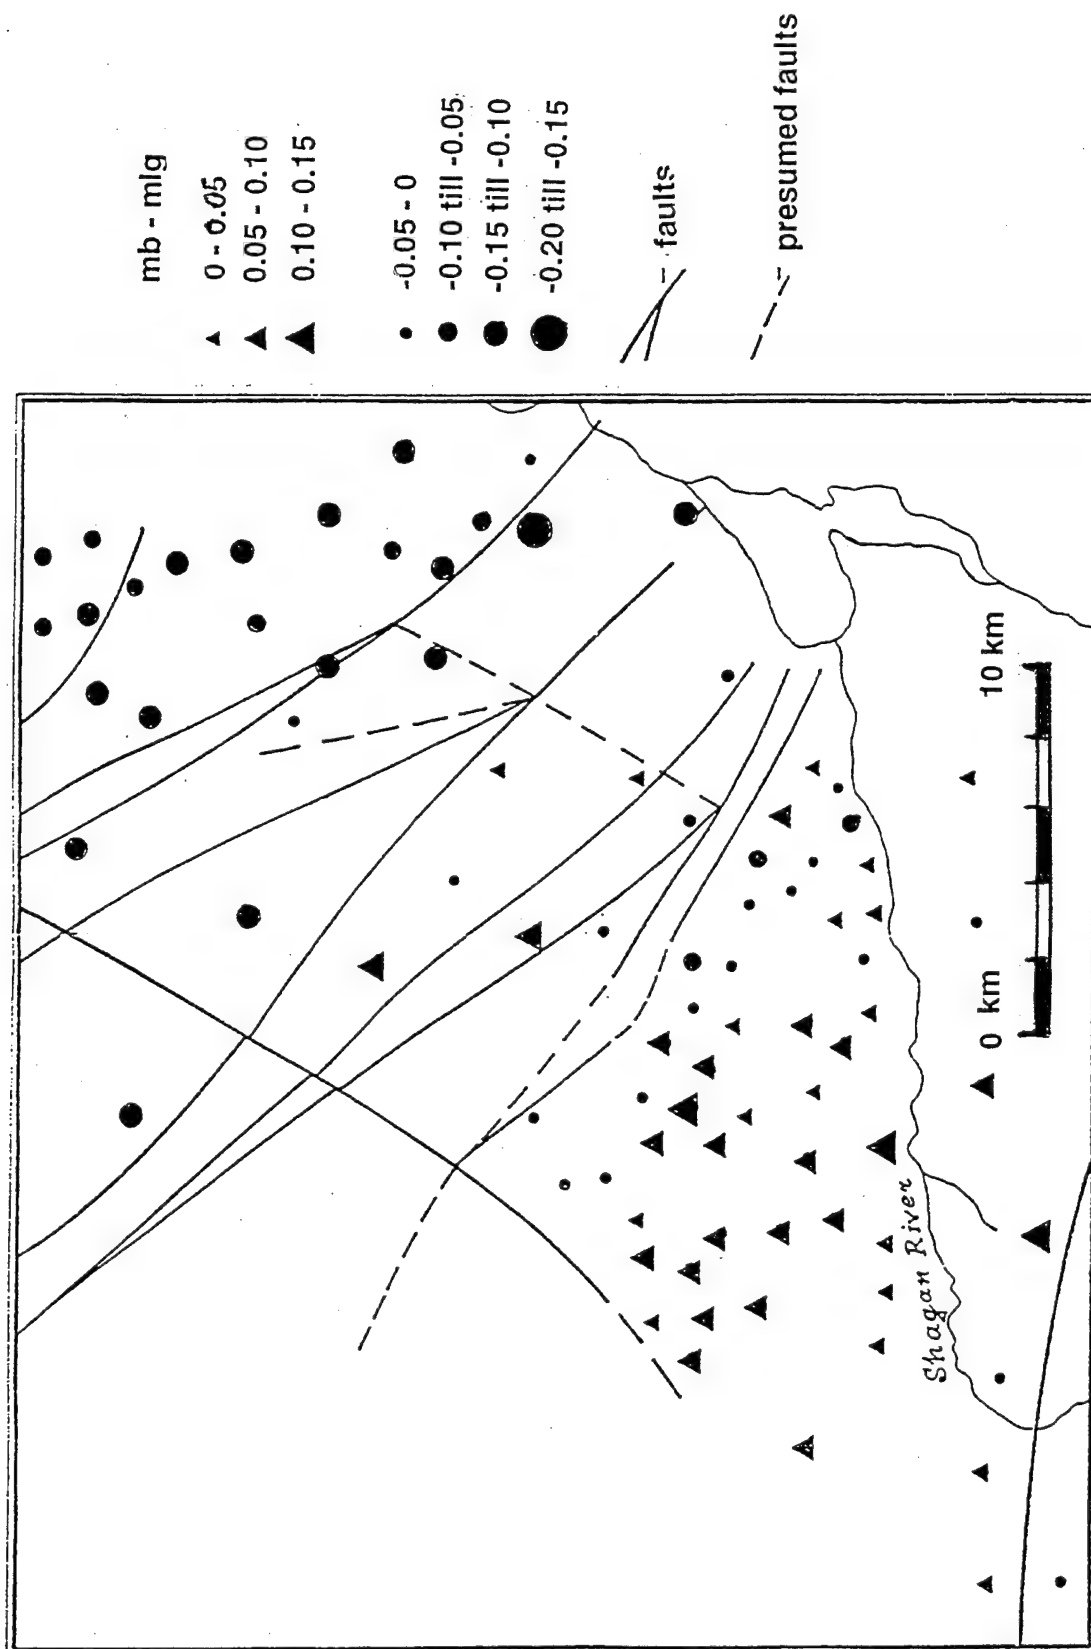 mb - mlg
0 - 0.05
0.05 - 0.10
0.10 - 0.15
-0.05 - 0
-0.10 till -0.05
-0.15 till -0.10
-0.20 till -0.15
faults
presumed faults
Shagan River
0 km 10 km